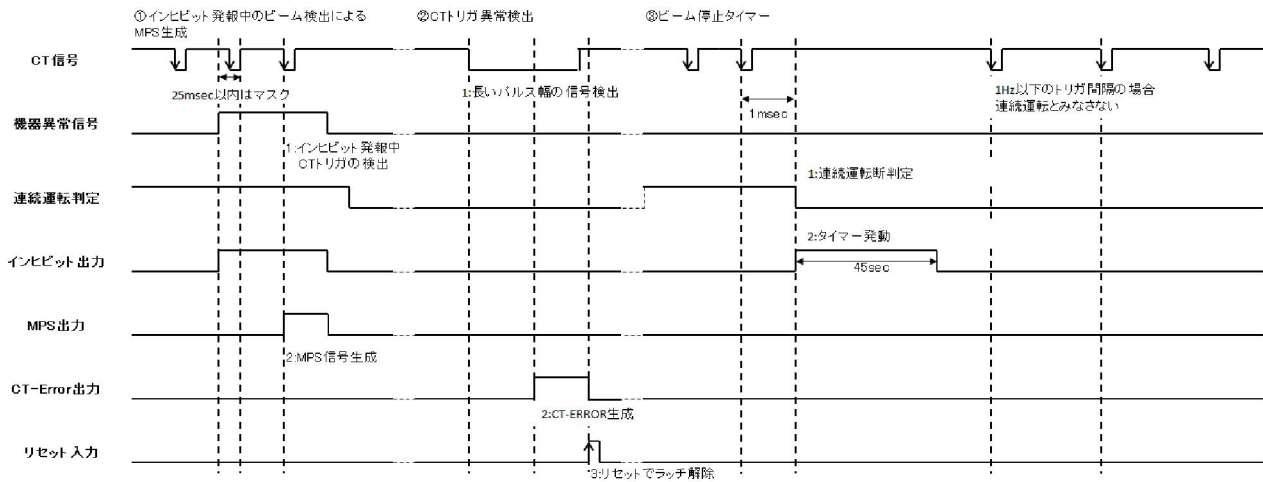 ①インヒビット発報中のビーム検出による
MPS生成
②CTトリガ異常検出
③ビーム停止タイマー
CT信号
25msec以内はマスク
1:長いパルス幅の信号検出
1msec
1Hz以下のトリガ間隔の場合
連続運転とみなさない
機器異常信号
1:インヒビット発報中
CTトリガの検出
連続運転判定
1:連続運転断判定
インヒビット出力
2:タイマー発動
45sec
MPS出力
2:MPS信号生成
CT-Error出力
2:CT-ERROR生成
リセット入力
3:リセットでラッチ解除